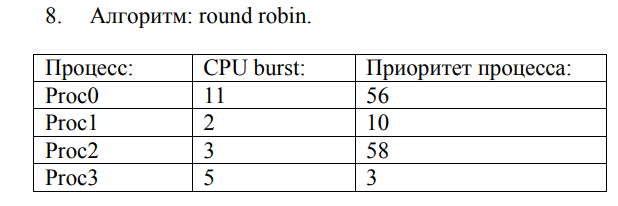 8. Алгоритм: round robin.
Процесс: CPU burst: Приоритет процесса:
Proc0 11 56
Proc1 2 10
Proc2 3 58
Proc3 5 3